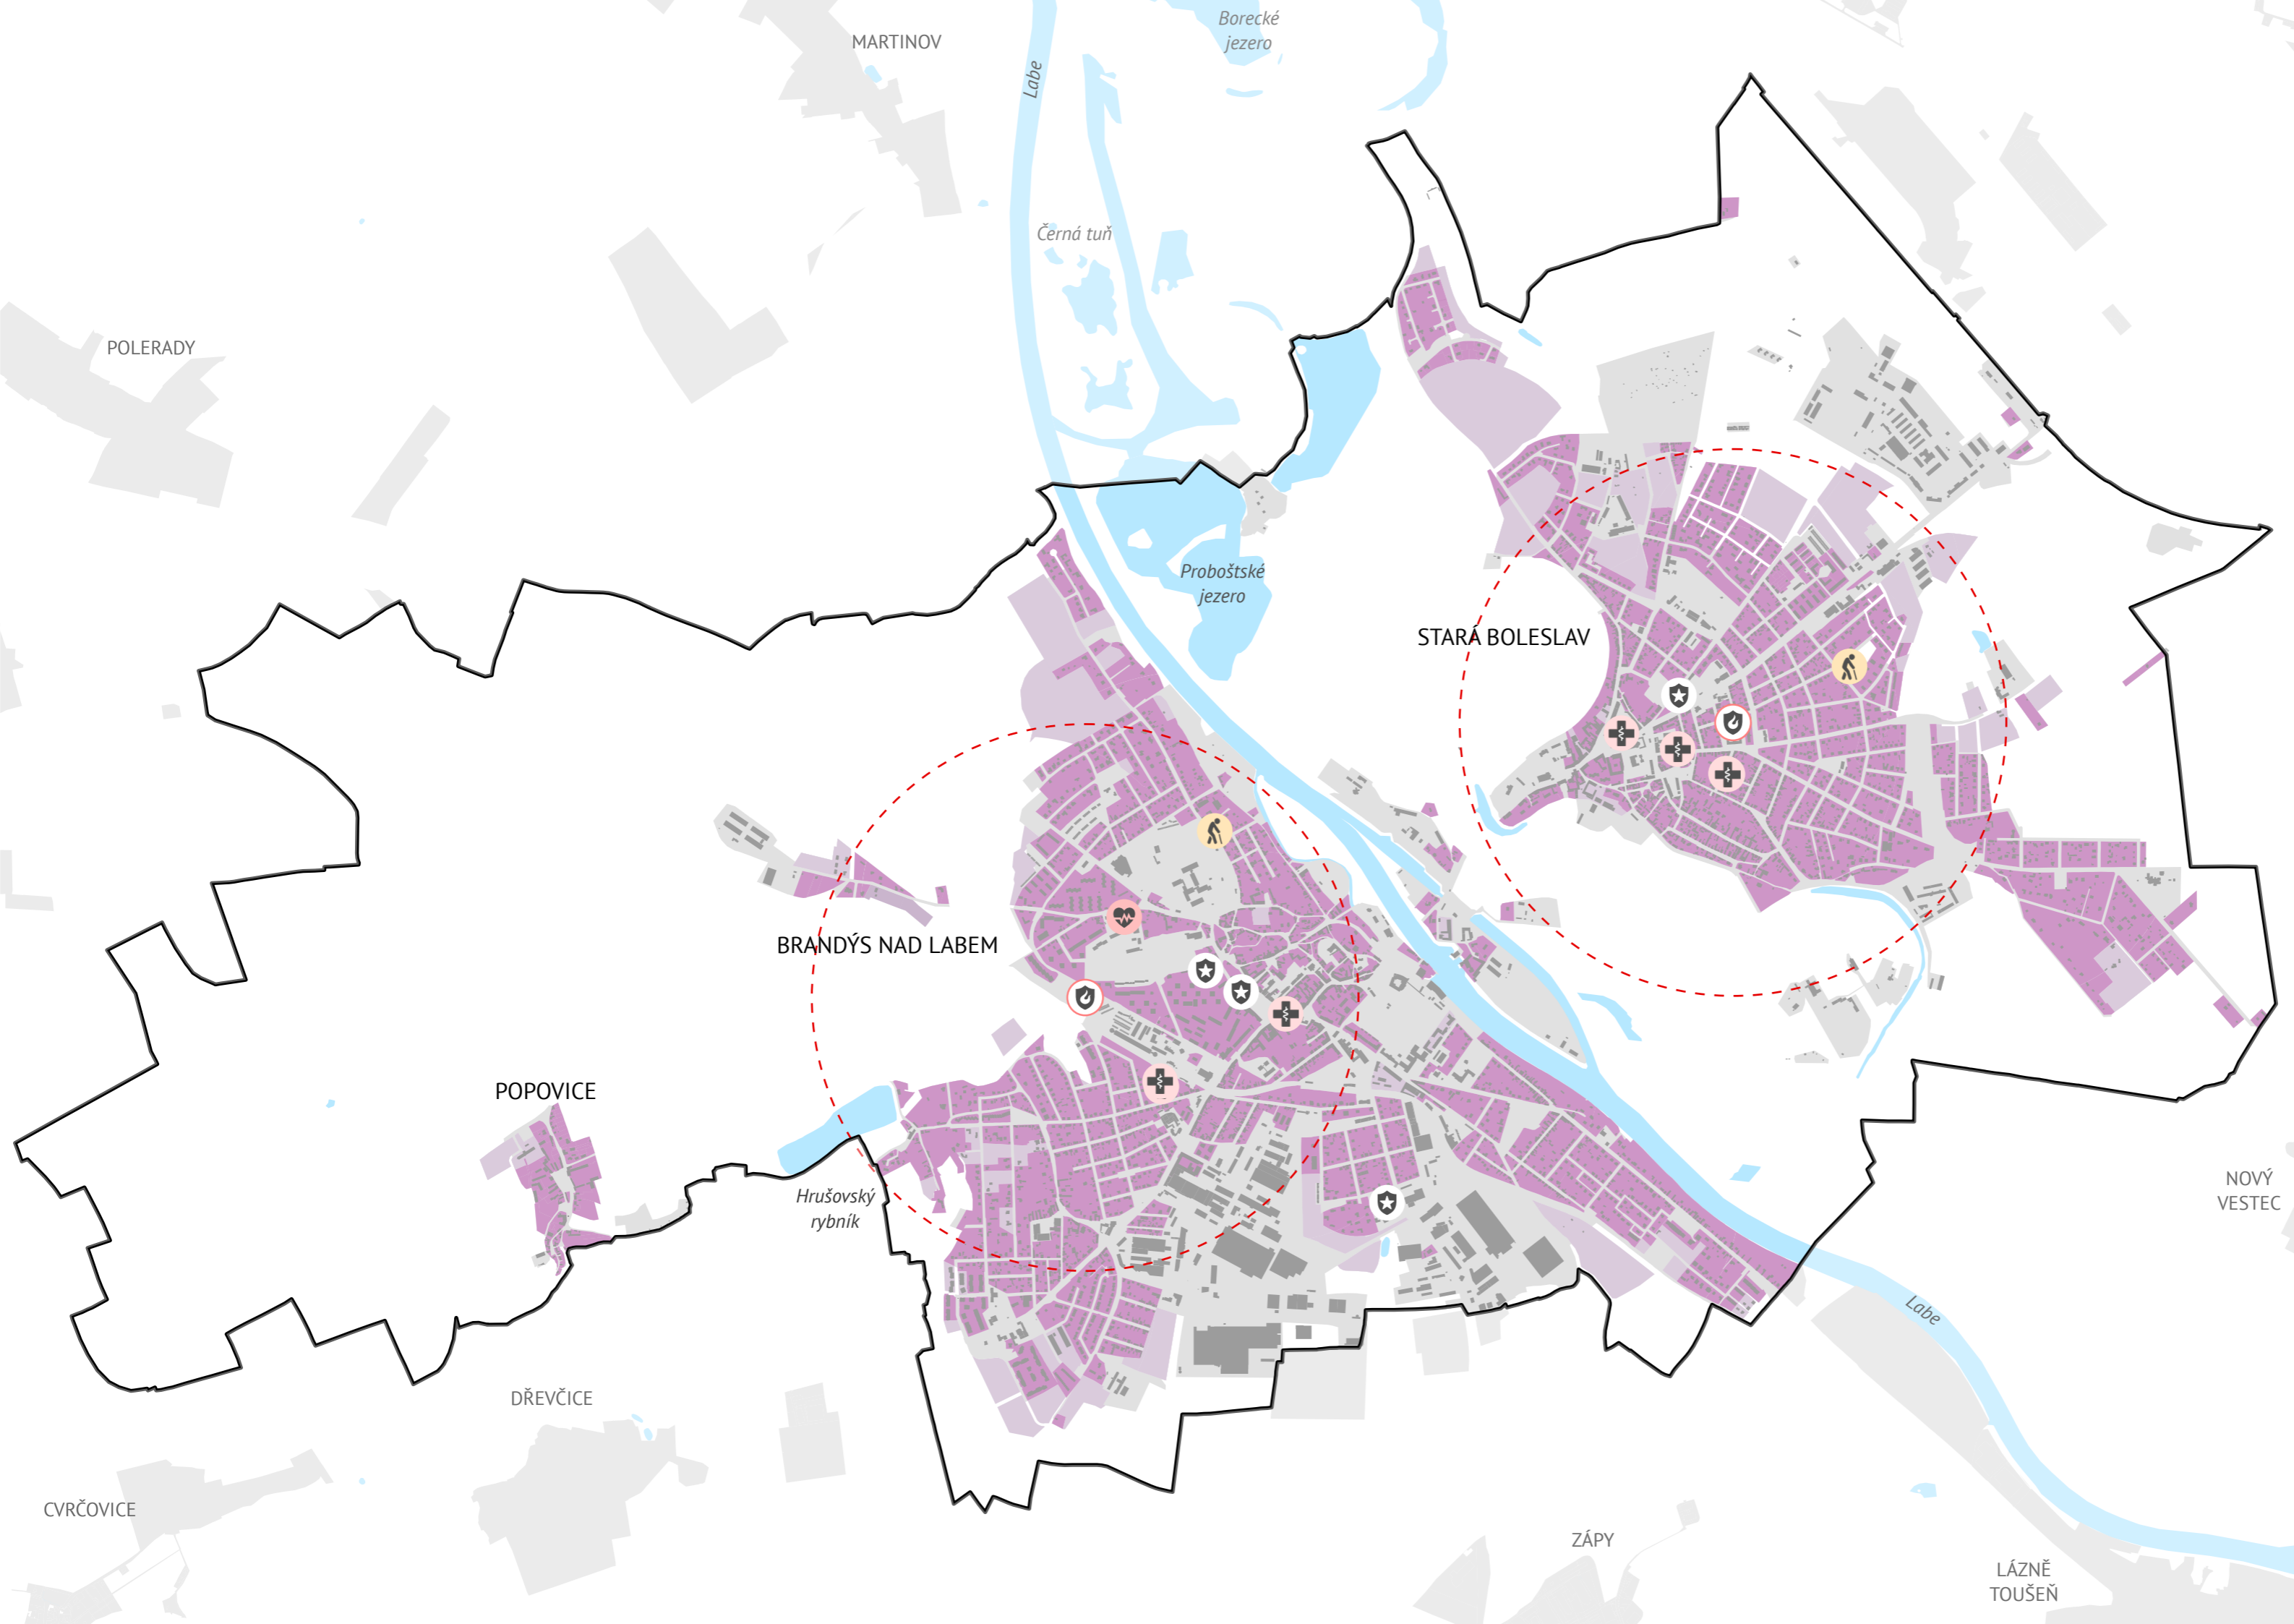 Borecké
jezero
MARTINOV
Labe
Černá tuň
POLERADY
Proboštské
jezero
STARÁ BOLESLAV
BRANDÝS NAD LABEM
POPOVICE
Hrušovský
rybník
NOVÝ
VESTEC
Labe
DŘEVČICE
CVRČOVICE
ZÁPY
LÁZNĚ
TOUŠEŇ